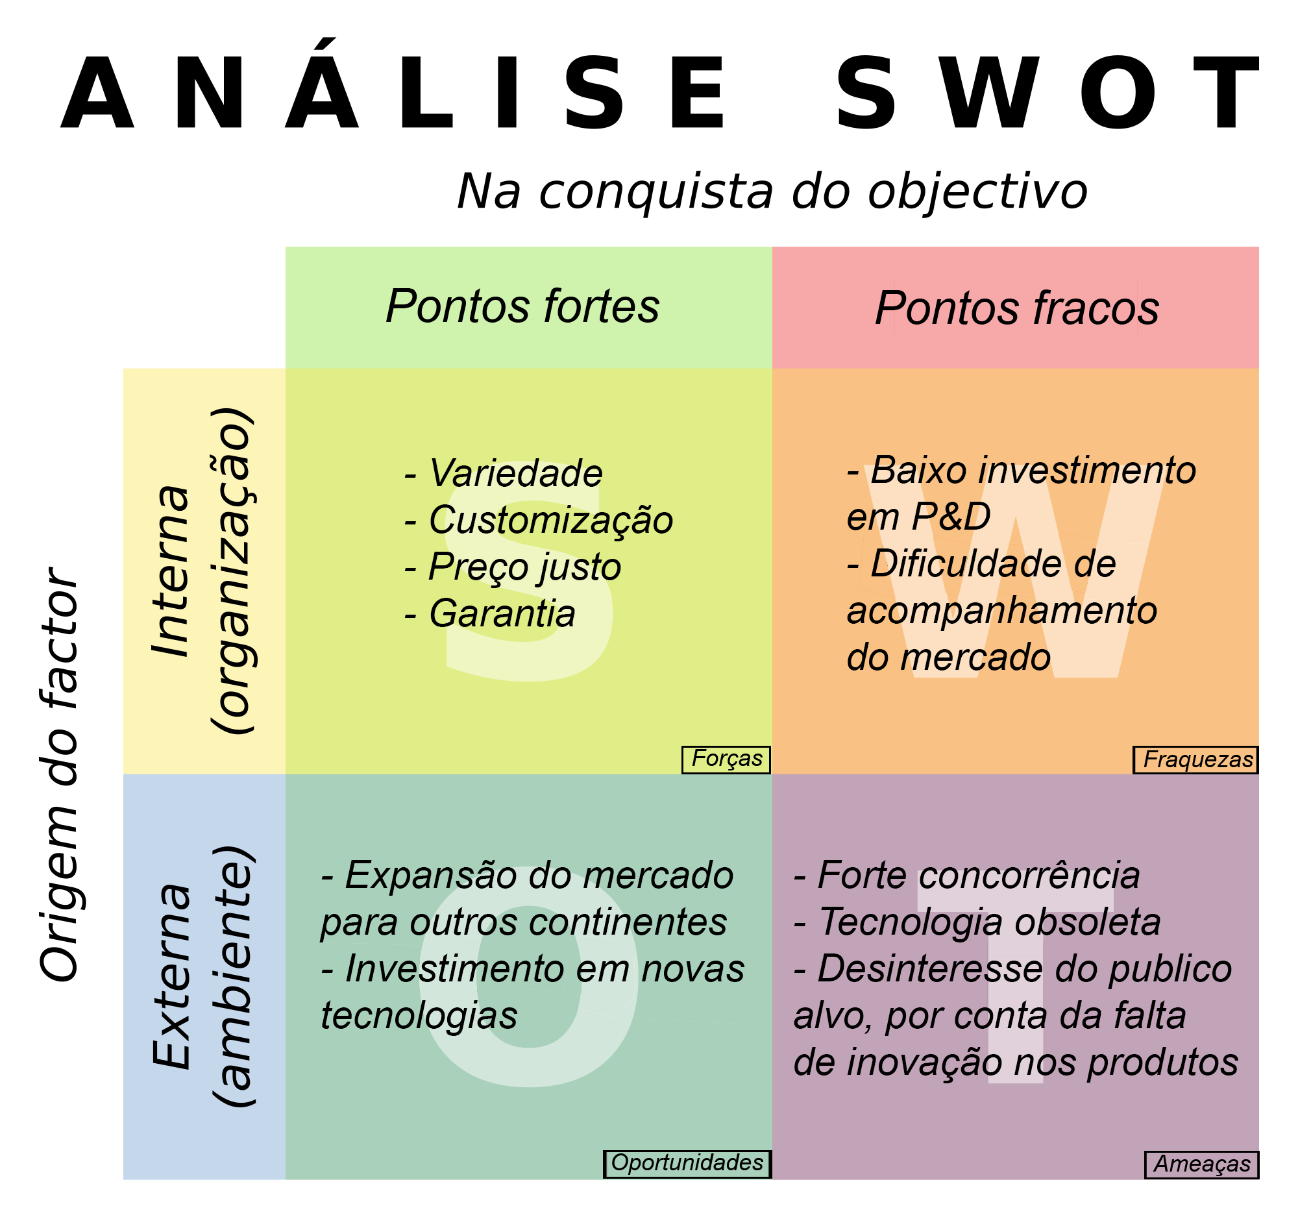 ANÁLISE SWOT
Na conquista do objectivo
Pontos fortes
Pontos fracos
Origem do factor
Interna
(organização)
S
- Variedade
- Customização
- Preço justo
- Garantia
Forças
W
- Baixo investimento
em P&D
- Dificuldade de
acompanhamento
do mercado
Fraquezas
Externa
(ambiente)
O
- Expansão do mercado
para outros continentes
- Investimento em novas
tecnologias
Oportunidades
T
- Forte concorrência
- Tecnologia obsoleta
- Desinteresse do publico
alvo, por conta da falta
de inovação nos produtos
Ameaças